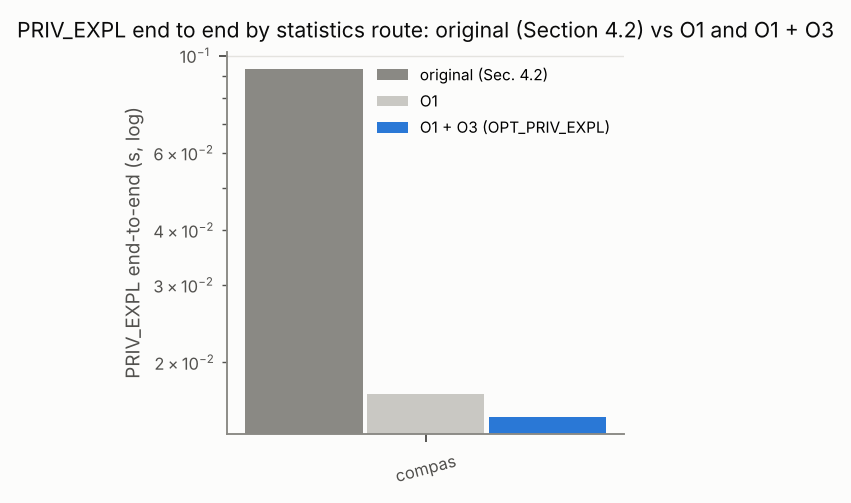 PRIV_EXPL end to end by statistics route: original (Section 4.2) vs O1 and O1 + O3
PRIV_EXPL end-to-end (s, log)
10⁻¹
6 × 10⁻²
4 × 10⁻²
3 × 10⁻²
2 × 10⁻²
original (Sec. 4.2)
O1
O1 + O3 (OPT_PRIV_EXPL)
compas